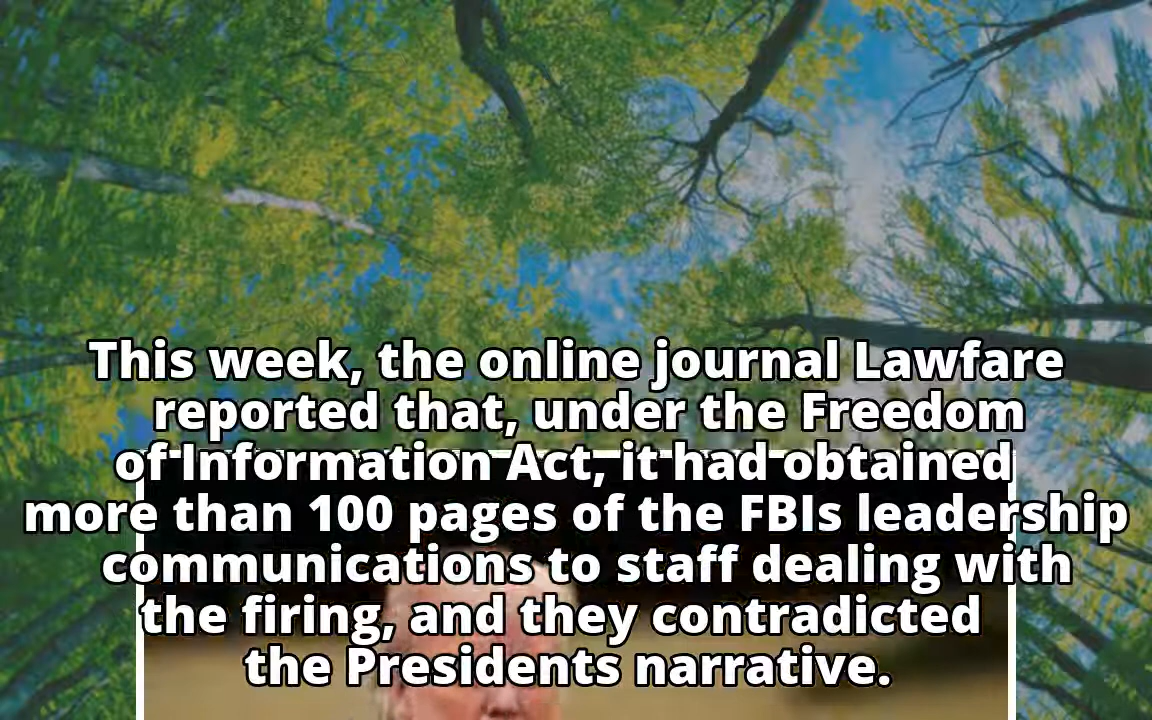 This week, the online journal Lawfare
reported that, under the Freedom
of Information Act, it had obtained
more than 100 pages of the FBIs leadership
communications to staff dealing with
the firing, and they contradicted
the Presidents narrative.